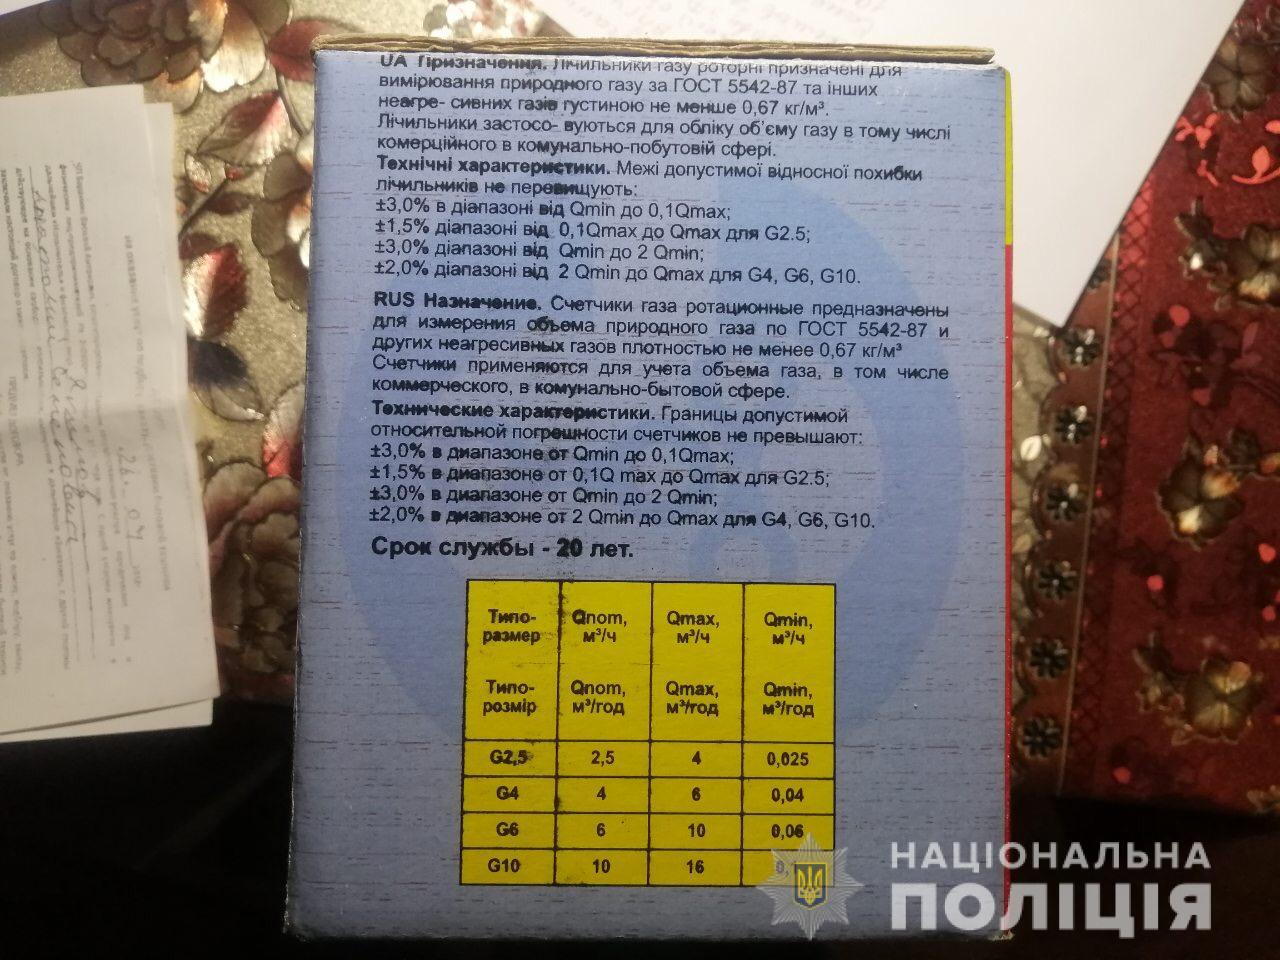 UA Призначення. Лічильники газу роторні призначені для
вимірювання природного газу за ГОСТ 5542-87 та інших
неагре- сивних газів густиною не менше 0,67 кг/м³.
Лічильники застосо- вуються для обліку об'єму газу в тому числі
комерційного в комунально-побутовій сфері.
Технічні характеристики. Межі допустимої відносної похибки
лічильників не перевищують:
±3,0% в діапазоні від Qmin до 0,1Qmax;
±1,5% діапазоні від 0,1Qmax до Qmax для G2.5;
±3,0% діапазоні від Qmin до 2 Qmin;
±2,0% діапазоні від 2 Qmin до Qmax для G4, G6, G10.
RUS Назначение. Счетчики газа ротационные предназначены
для измерения объема природного газа по ГОСТ 5542-87 и
других неагресивных газов плотностью не менее 0,67 кг/м³
Счетчики применяются для учета объема газа, в том числе
коммерческого, в комунально-бытовой сфере.
Технические характеристики. Границы допустимой
относительной погрешности счетчиков не превышают:
±3,0% в диапазоне от Qmin до 0,1Qmax;
±1,5% в диапазоне от 0,1Q max до Qmax для G2.5;
±3,0% в диапазоне от Qmin до 2 Qmin;
±2,0% в диапазоне от 2 Qmin до Qmax для G4, G6, G10.
Срок службы - 20 лет.
Типо- Qnom, Qmax, Qmin,
размер м³/ч м³/ч м³/ч
Типо- Qnom, Qmax, Qmin,
розмір м³/год м³/год м³/год
G2,5 2,5 4 0,025
G4 4 6 0,04
G6 6 10 0,06
G10 10 16
НАЦІОНАЛЬНА
ПОЛІЦІЯ